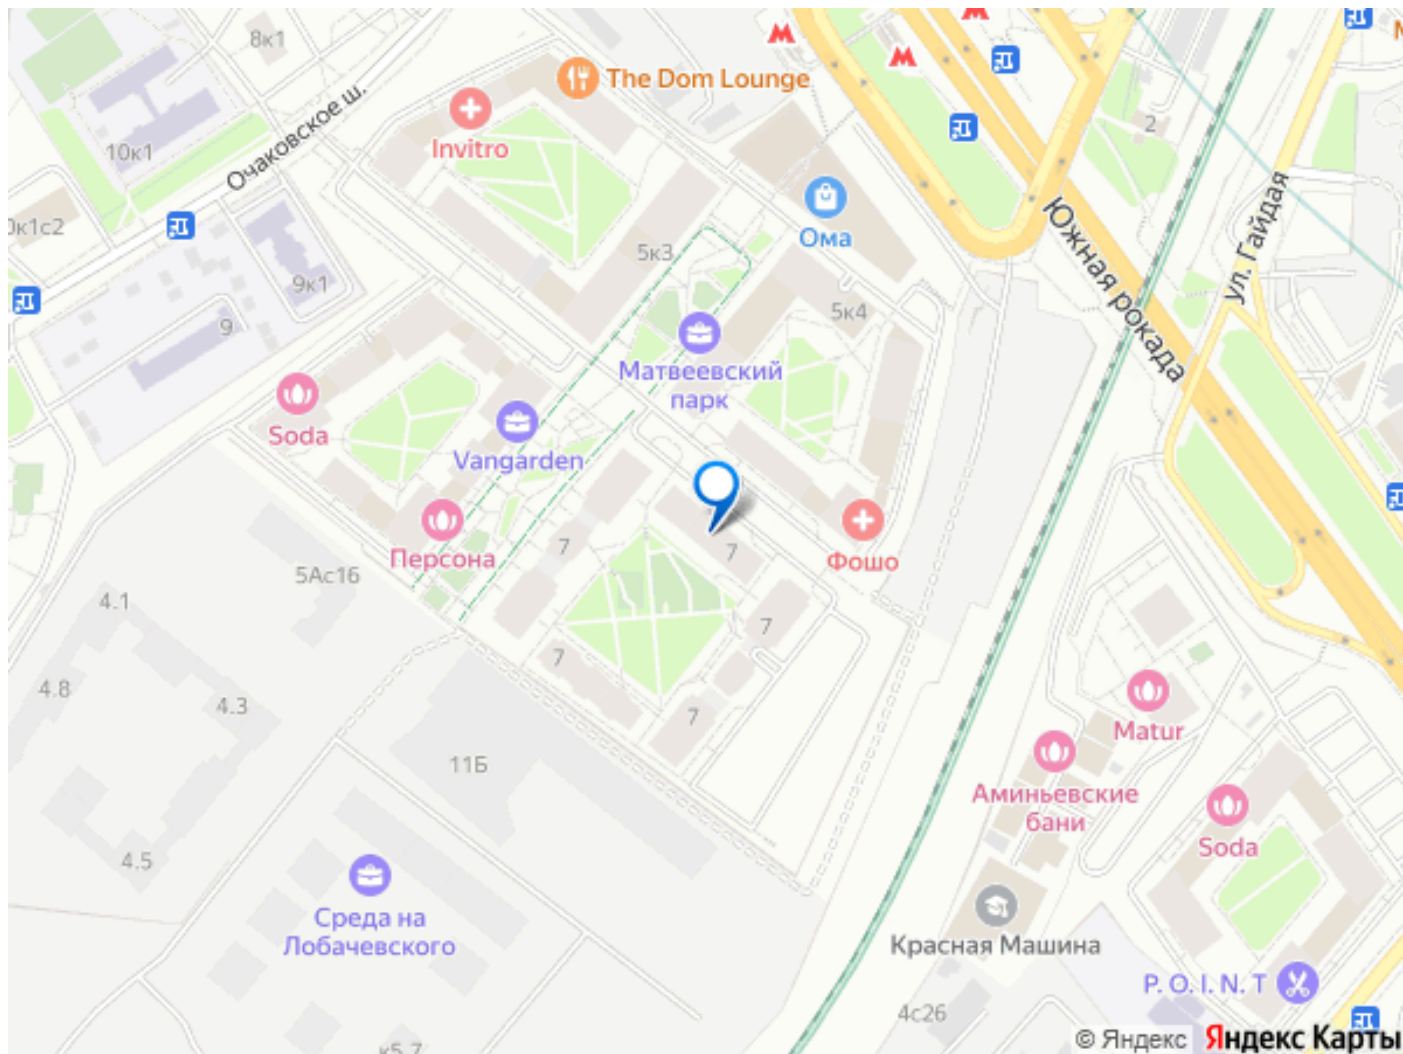 8к1
The Dom Lounge
Invitro
Очаковское ш.
10к1
2
Ома
ул. Гайдая
Южная рокада
5к3
9к1
5к4
9
Матвеевский
парк
Soda
Vangarden
Персона
7
7
Фошо
5Ас16
4.1
7
7
4.8
4.3
7
Matur
11Б
Аминьевские
бани
Soda
4.5
Среда на
Лобачевского
Красная Машина
P. O. I. N. T
4с26
© Яндекс Яндекс Карты